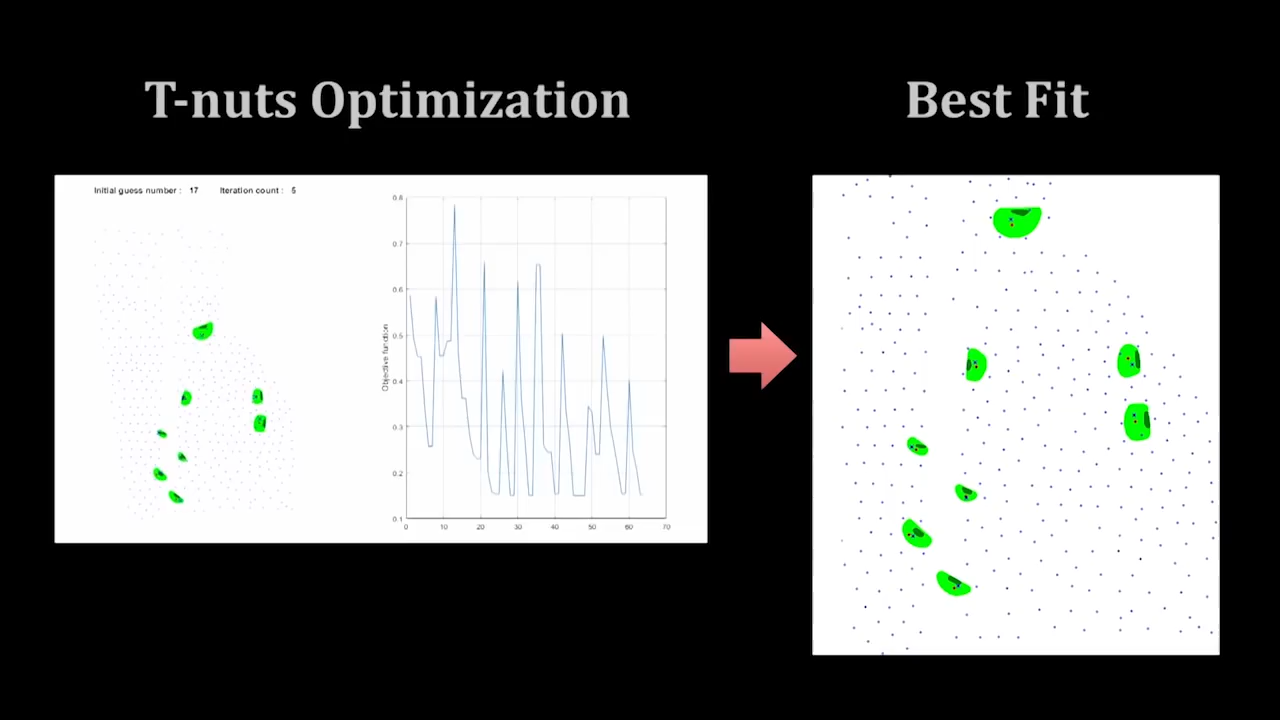 T-nuts Optimization
Best Fit
Initial guess number : 17 Iteration count : 5
Objective function
0.8
0.7
0.6
0.5
0.4
0.3
0.2
0.1
0 10 20 30 40 50 60 70